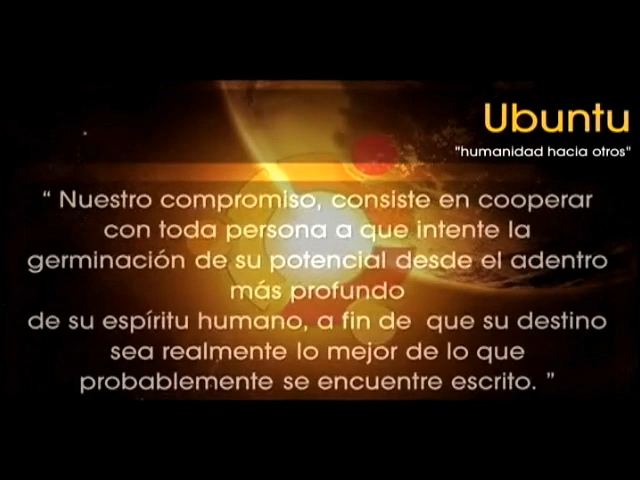 Ubuntu
"humanidad hacia otros"
“ Nuestro compromiso, consiste en cooperar
con toda persona a que intente la
germinación de su potencial desde el adentro
más profundo
de su espíritu humano, a fin de que su destino
sea realmente lo mejor de lo que
probablemente se encuentre escrito. ”